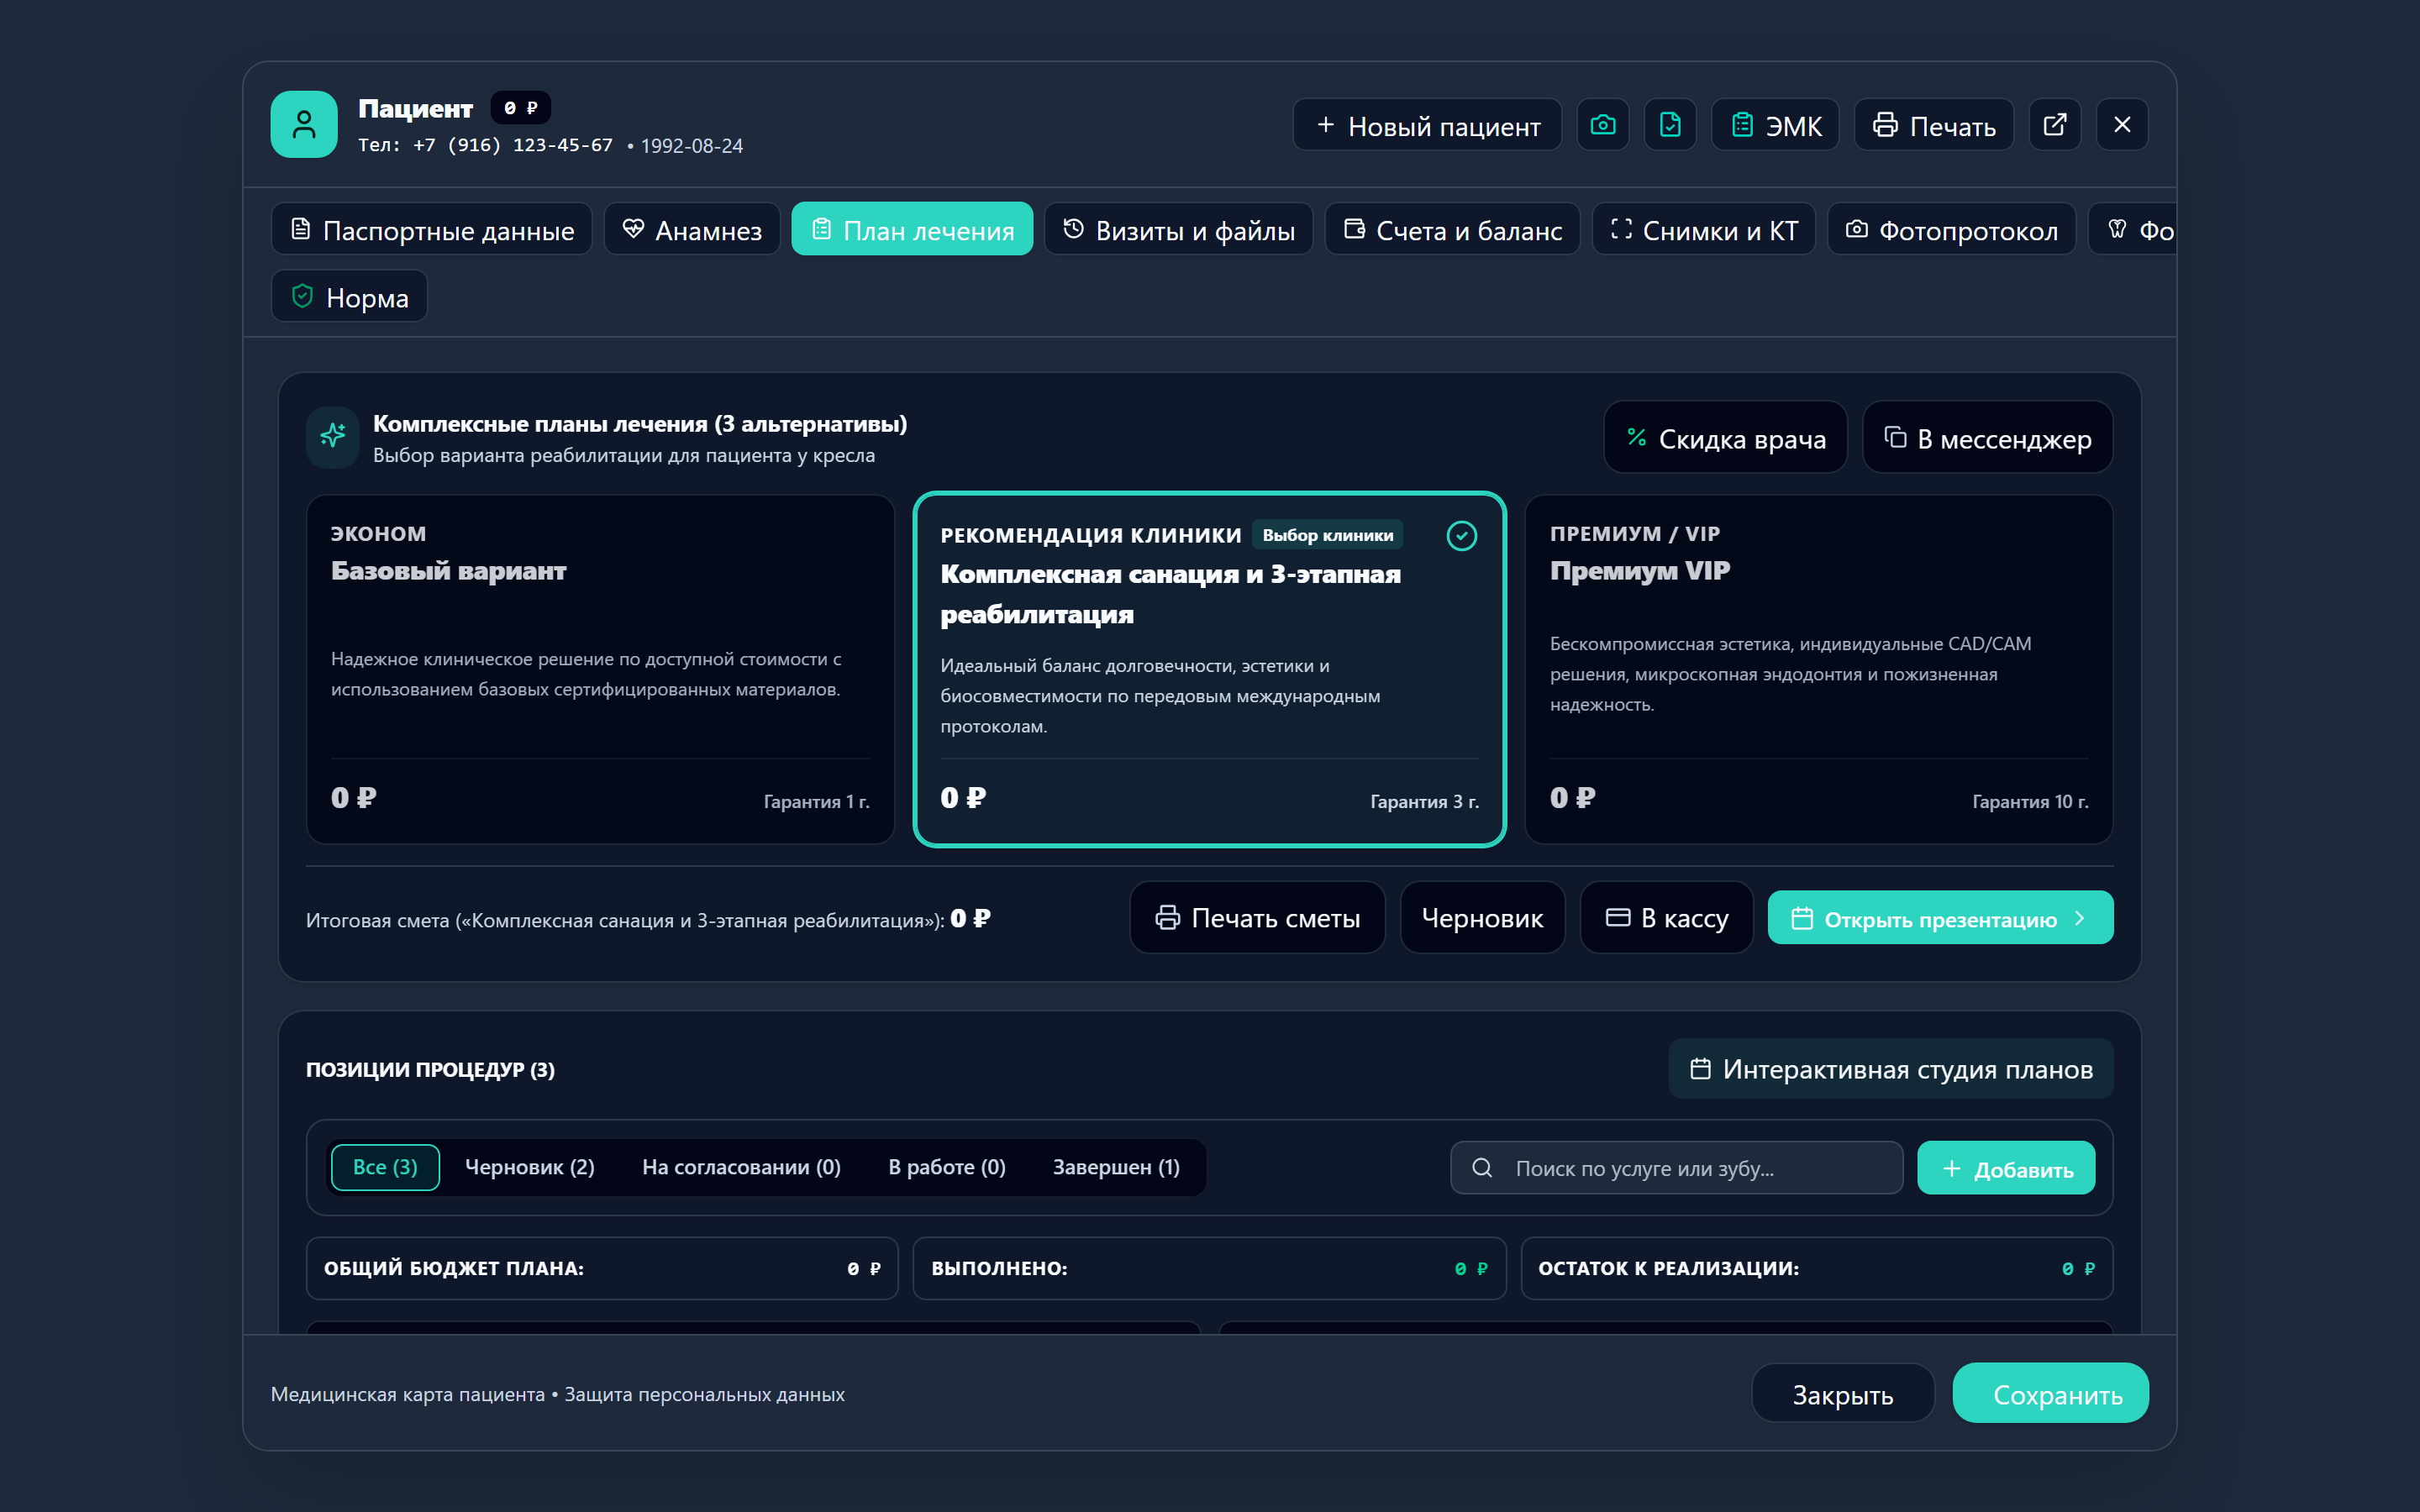 Пациент 0 ₽
Тел: +7 (916) 123-45-67 • 1992-08-24
Новый пациент
ЭМК
Печать
Паспортные данные
Анамнез
План лечения
Визиты и файлы
Счета и баланс
Снимки и КТ
Фотопротокол
Фо
Норма
Комплексные планы лечения (3 альтернативы)
Выбор варианта реабилитации для пациента у кресла
Скидка врача
В мессенджер
ЭКОНОМ
Базовый вариант
Надежное клиническое решение по доступной стоимости с
использованием базовых сертифицированных материалов.
0 ₽
Гарантия 1 г.
РЕКОМЕНДАЦИЯ КЛИНИКИ Выбор клиники
Комплексная санация и 3-этапная
реабилитация
Идеальный баланс долговечности, эстетики и
биосовместимости по передовым международным
протоколам.
0 ₽
Гарантия 3 г.
ПРЕМИУМ / VIP
Премиум VIP
Бескомпромиссная эстетика, индивидуальные CAD/CAM
решения, микроскопная эндодонтия и пожизненная
надежность.
0 ₽
Гарантия 10 г.
Итоговая смета («Комплексная санация и 3-этапная реабилитация»): 0 ₽
Печать сметы
Черновик
В кассу
Открыть презентацию
ПОЗИЦИИ ПРОЦЕДУР (3)
Интерактивная студия планов
Все (3)
Черновик (2)
На согласовании (0)
В работе (0)
Завершен (1)
Поиск по услуге или зубу...
Добавить
ОБЩИЙ БЮДЖЕТ ПЛАНА: 0 ₽
ВЫПОЛНЕНО: 0 ₽
ОСТАТОК К РЕАЛИЗАЦИИ: 0 ₽
Медицинская карта пациента • Защита персональных данных
Закрыть
Сохранить